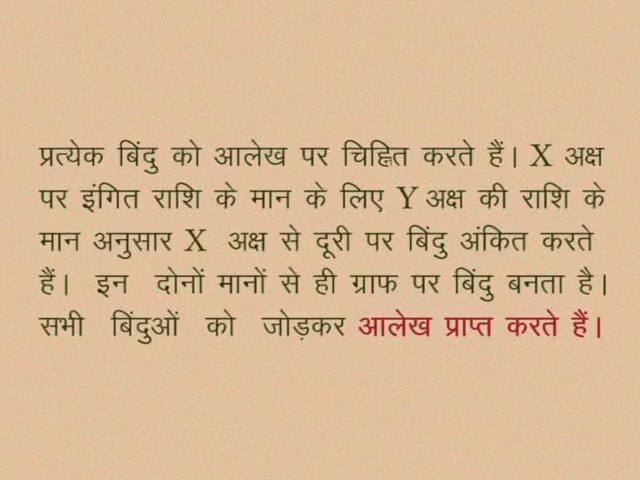 प्रत्येक बिंदु को आलेख पर चिह्नित करते हैं। X अक्ष
पर इंगित राशि के मान के लिए Y अक्ष की राशि के
मान अनुसार X अक्ष से दूरी पर बिंदु अंकित करते
हैं। इन दोनों मानों से ही ग्राफ पर बिंदु बनता है।
सभी बिंदुओं को जोड़कर आलेख प्राप्त करते हैं।